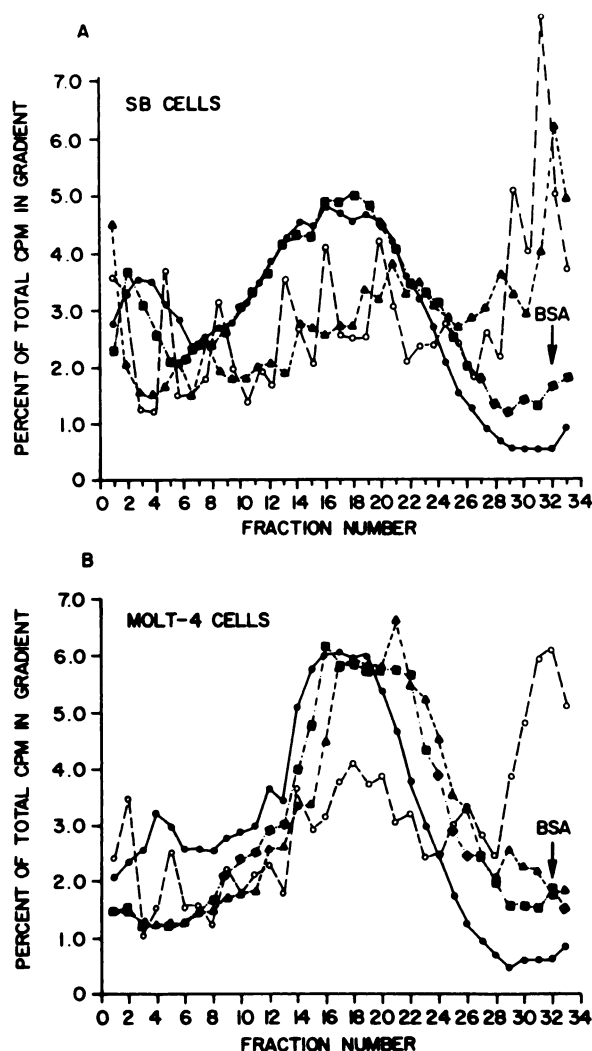 A
SB CELLS
PERCENT OF TOTAL CPM IN GRADIENT
7.0
6.0
5.0
4.0
3.0
2.0
1.0
0
BSA
0 2 4 6 8 10 12 14 16 18 20 22 24 26 28 30 32 34
FRACTION NUMBER
B
MOLT-4 CELLS
PERCENT OF TOTAL CPM IN GRADIENT
7.0
6.0
5.0
4.0
3.0
2.0
1.0
0
BSA
0 2 4 6 8 10 12 14 16 18 20 22 24 26 28 30 32 34
FRACTION NUMBER